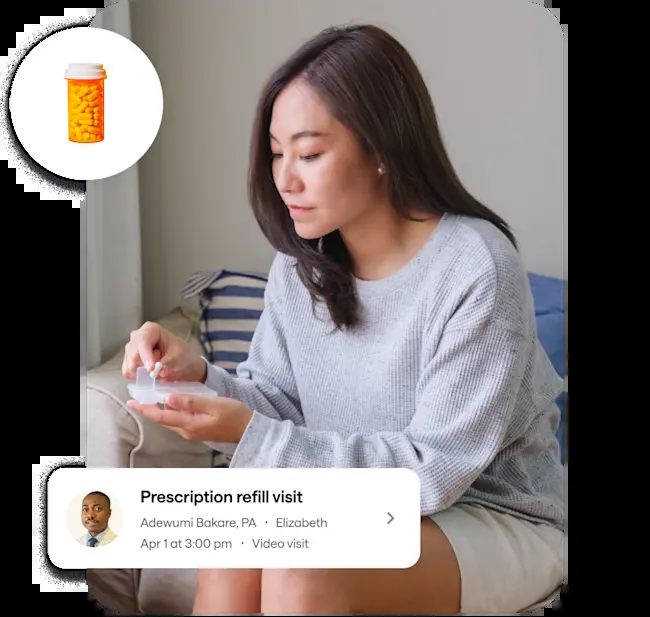 Prescription refill visit
Adewumi Bakare, PA · Elizabeth
Apr 1 at 3:00 pm · Video visit